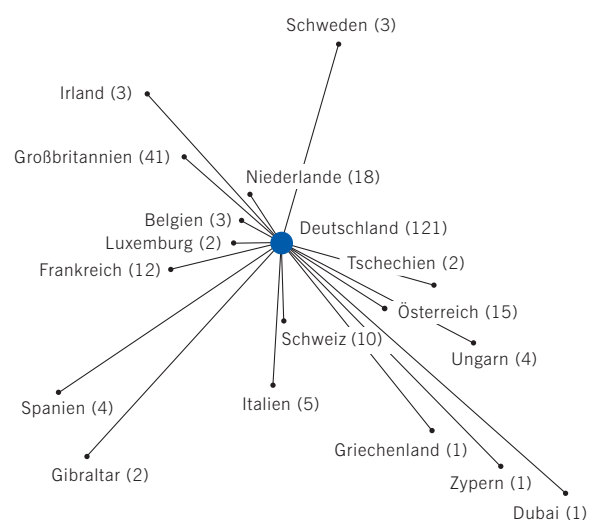 Schweden (3)
Irland (3)
Großbritannien (41)
Niederlande (18)
Belgien (3)
Deutschland (121)
Luxemburg (2)
Tschechien (2)
Frankreich (12)
Österreich (15)
Schweiz (10)
Ungarn (4)
Spanien (4)
Italien (5)
Griechenland (1)
Gibraltar (2)
Zypern (1)
Dubai (1)